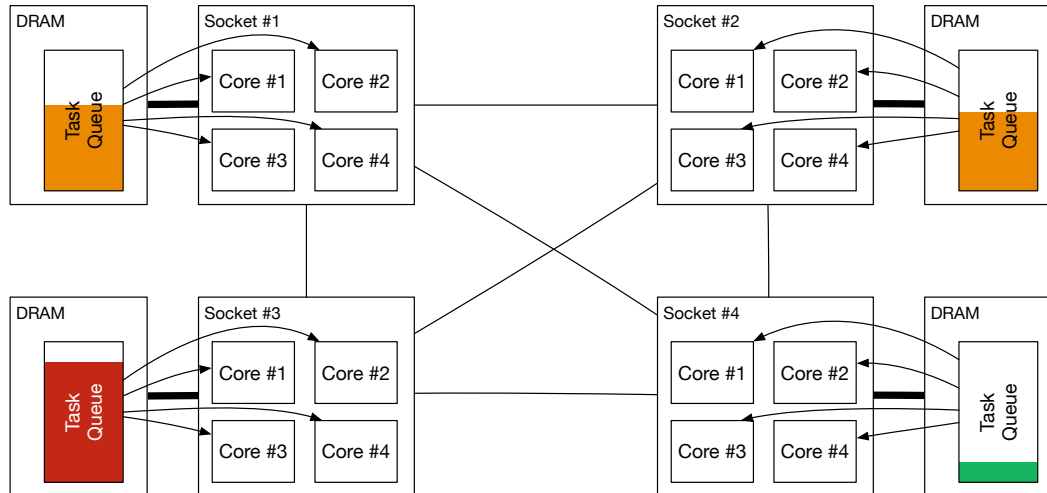 DRAM
Task
Queue
Socket #1
Core #1
Core #2
Core #3
Core #4
Socket #2
Core #1
Core #2
Core #3
Core #4
DRAM
Task
Queue
DRAM
Task
Queue
Socket #3
Core #1
Core #2
Core #3
Core #4
Socket #4
Core #1
Core #2
Core #3
Core #4
DRAM
Task
Queue